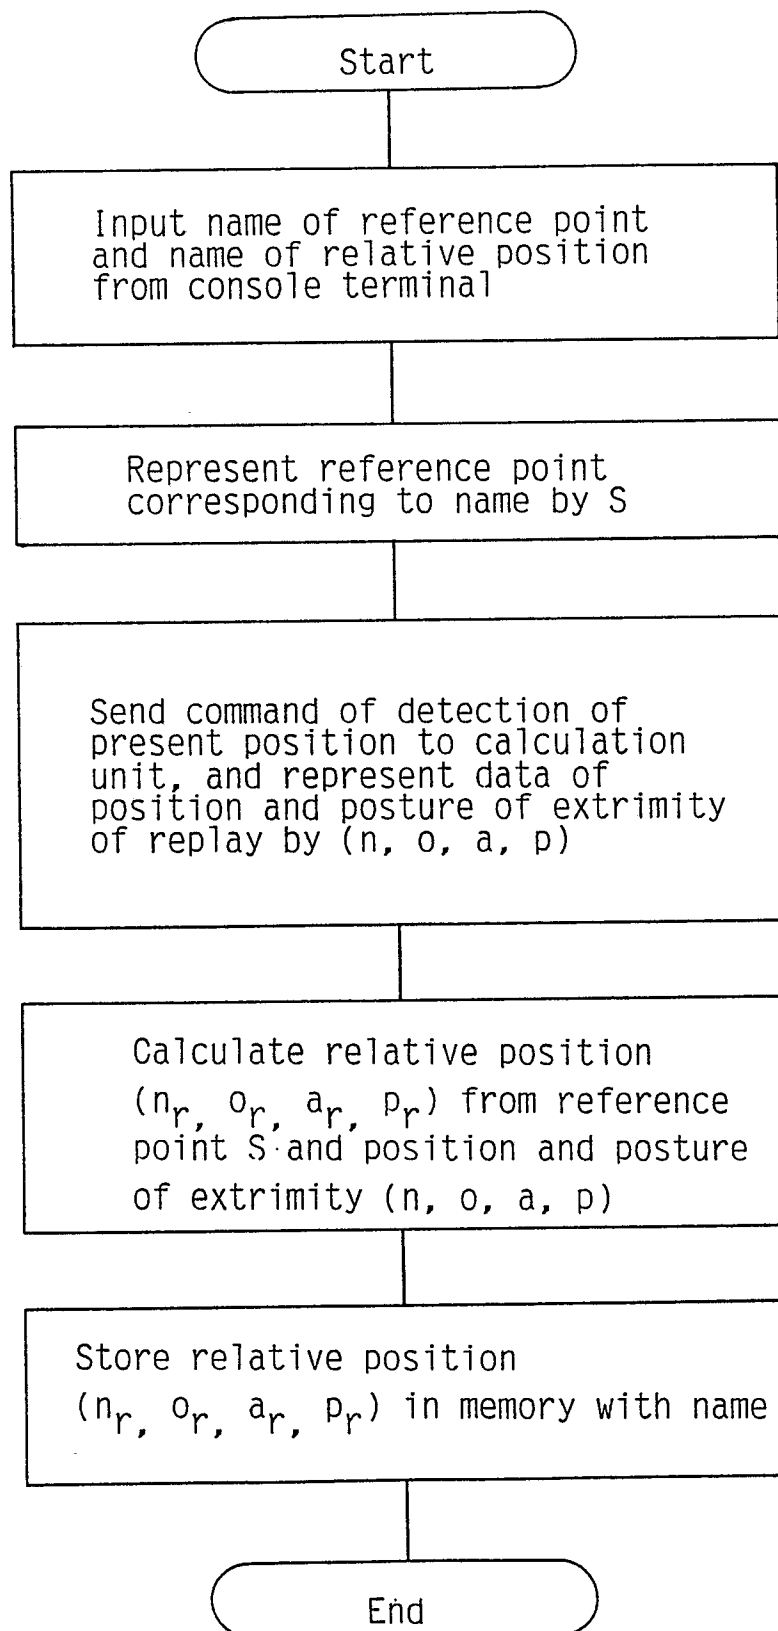 Start
Input name of reference point
and name of relative position
from console terminal
Represent reference point
corresponding to name by S
Send command of detection of
present position to calculation
unit, and represent data of
position and posture of extrimity
of replay by (n, o, a, p)
Calculate relative position
(nr, or, ar, pr) from reference
point S and position and posture
of extrimity (n, o, a, p)
Store relative position
(nr, or, ar, pr) in memory with name
End